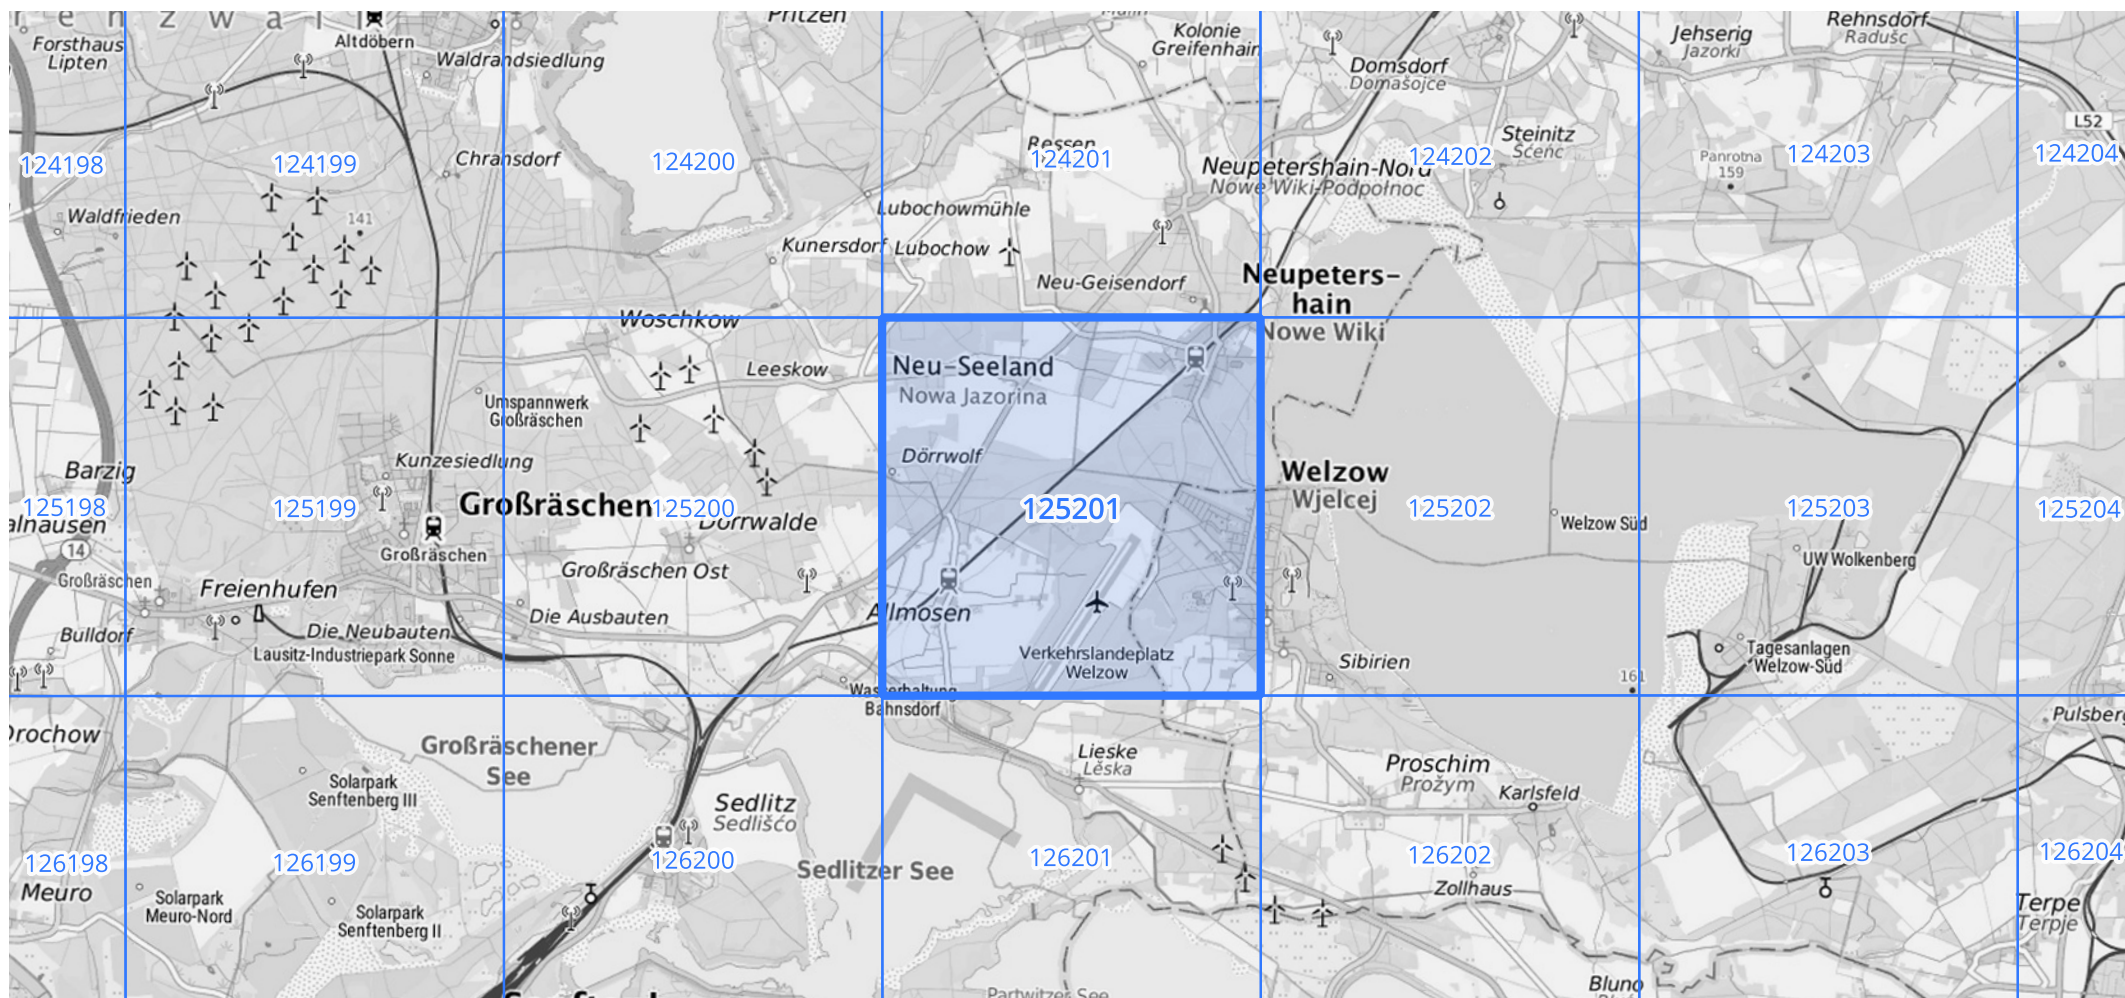 Forsthaus
Lipten
Altdöbern
Waldrandsiedlung
Pritzen
Kolonie
Greifenhain
Domsdorf
Domašojce
Jehserig
Jazorki
Rehnsdorf
Radušc
L52
124198
124199
Chransdorf
124200
Ressen
124201
124202
Steinitz
Šćeńc
Panrotna
159
124203
124204
Neupetershain-Nord
Nowe Wiki-Podpołnoc
Waldfrieden
141
Lubochowmühle
Kunersdorf
Lubochow
Neu-Geisendorf
Neupeters-
hain
Nowe Wiki
Woschkow
Leeskow
Neu-Seeland
Nowa Jazorina
Umspannwerk
Großräschen
Barzig
Kunzesiedlung
Dörrwolf
Welzow
Wjelcej
125198
125199
Großräschen
125200
Dörrwalde
125201
125202
Welzow Süd
125203
125204
14
Großräschen
Großräschen
Großräschen Ost
UW Wolkenberg
Freienhufen
Die Ausbauten
Allmosen
Bulldorf
Die Neubauten
Lausitz-Industriepark Sonne
Verkehrslandeplatz
Welzow
Sibirien
161
Tagesanlagen
Welzow-Süd
Wasserhaltung
Bahnsdorf
Großräschener
See
Lieske
Lěska
Pulsberg
Solarpark
Senftenberg III
Sedlitz
Sedlišćo
Proschim
Prožym
Karlsfeld
126198
126199
126200
Sedlitzer See
126201
126202
126203
126204
Meuro
Solarpark
Meuro-Nord
Solarpark
Senftenberg II
Zollhaus
Terpe
Terpje
Partwitzer See
Bluno